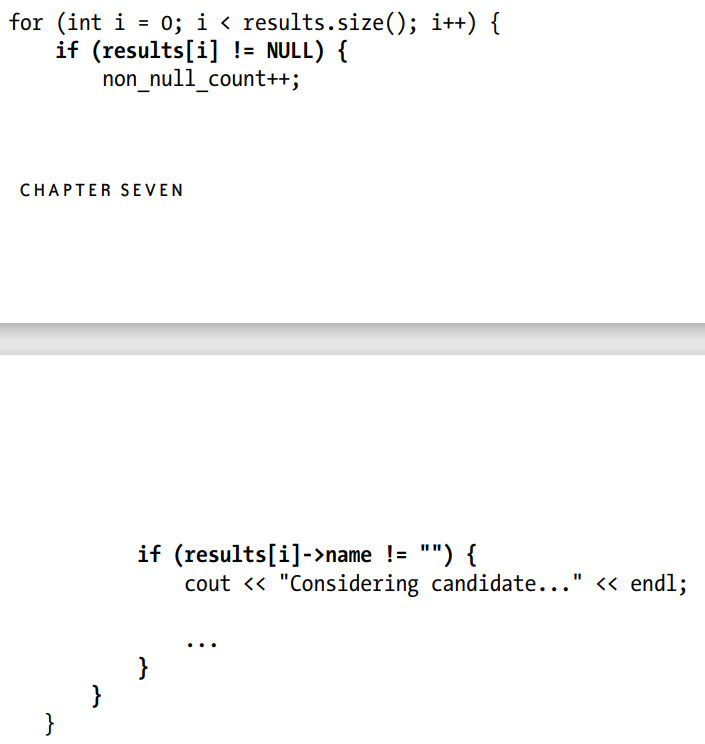 for (int i = 0; i < results.size(); i++) {
    if (results[i] != NULL) {
        non_null_count++;
CHAPTER SEVEN
        if (results[i]->name != "") {
            cout << "Considering candidate..." << endl;
            ...
        }
    }
}